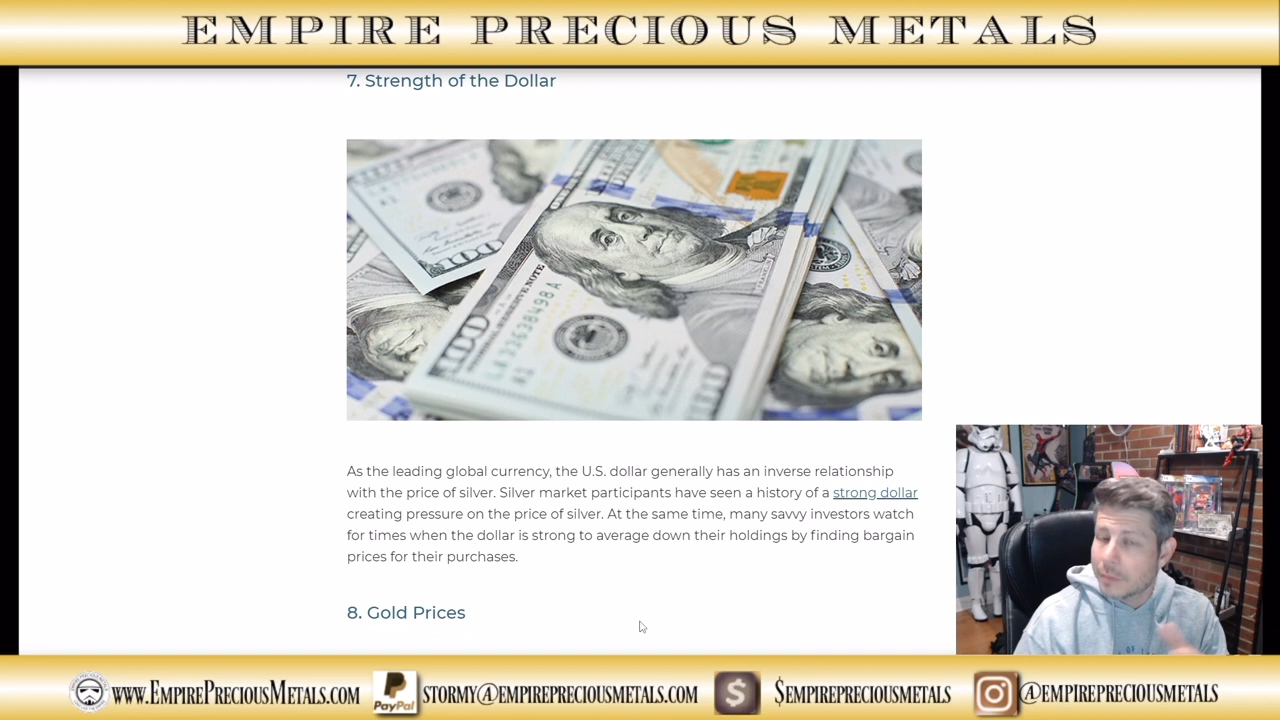 EMPIRE PRECIOUS METALS
7. Strength of the Dollar
100
LA33638498A
100
As the leading global currency, the U.S. dollar generally has an inverse relationship
with the price of silver. Silver market participants have seen a history of a strong dollar
creating pressure on the price of silver. At the same time, many savvy investors watch
for times when the dollar is strong to average down their holdings by finding bargain
prices for their purchases.
8. Gold Prices
www.EmpirePreciousMetals.com
PayPal
stormy@empirepreciousmetals.com
$
$empirepreciousmetals
@empirepreciousmetals